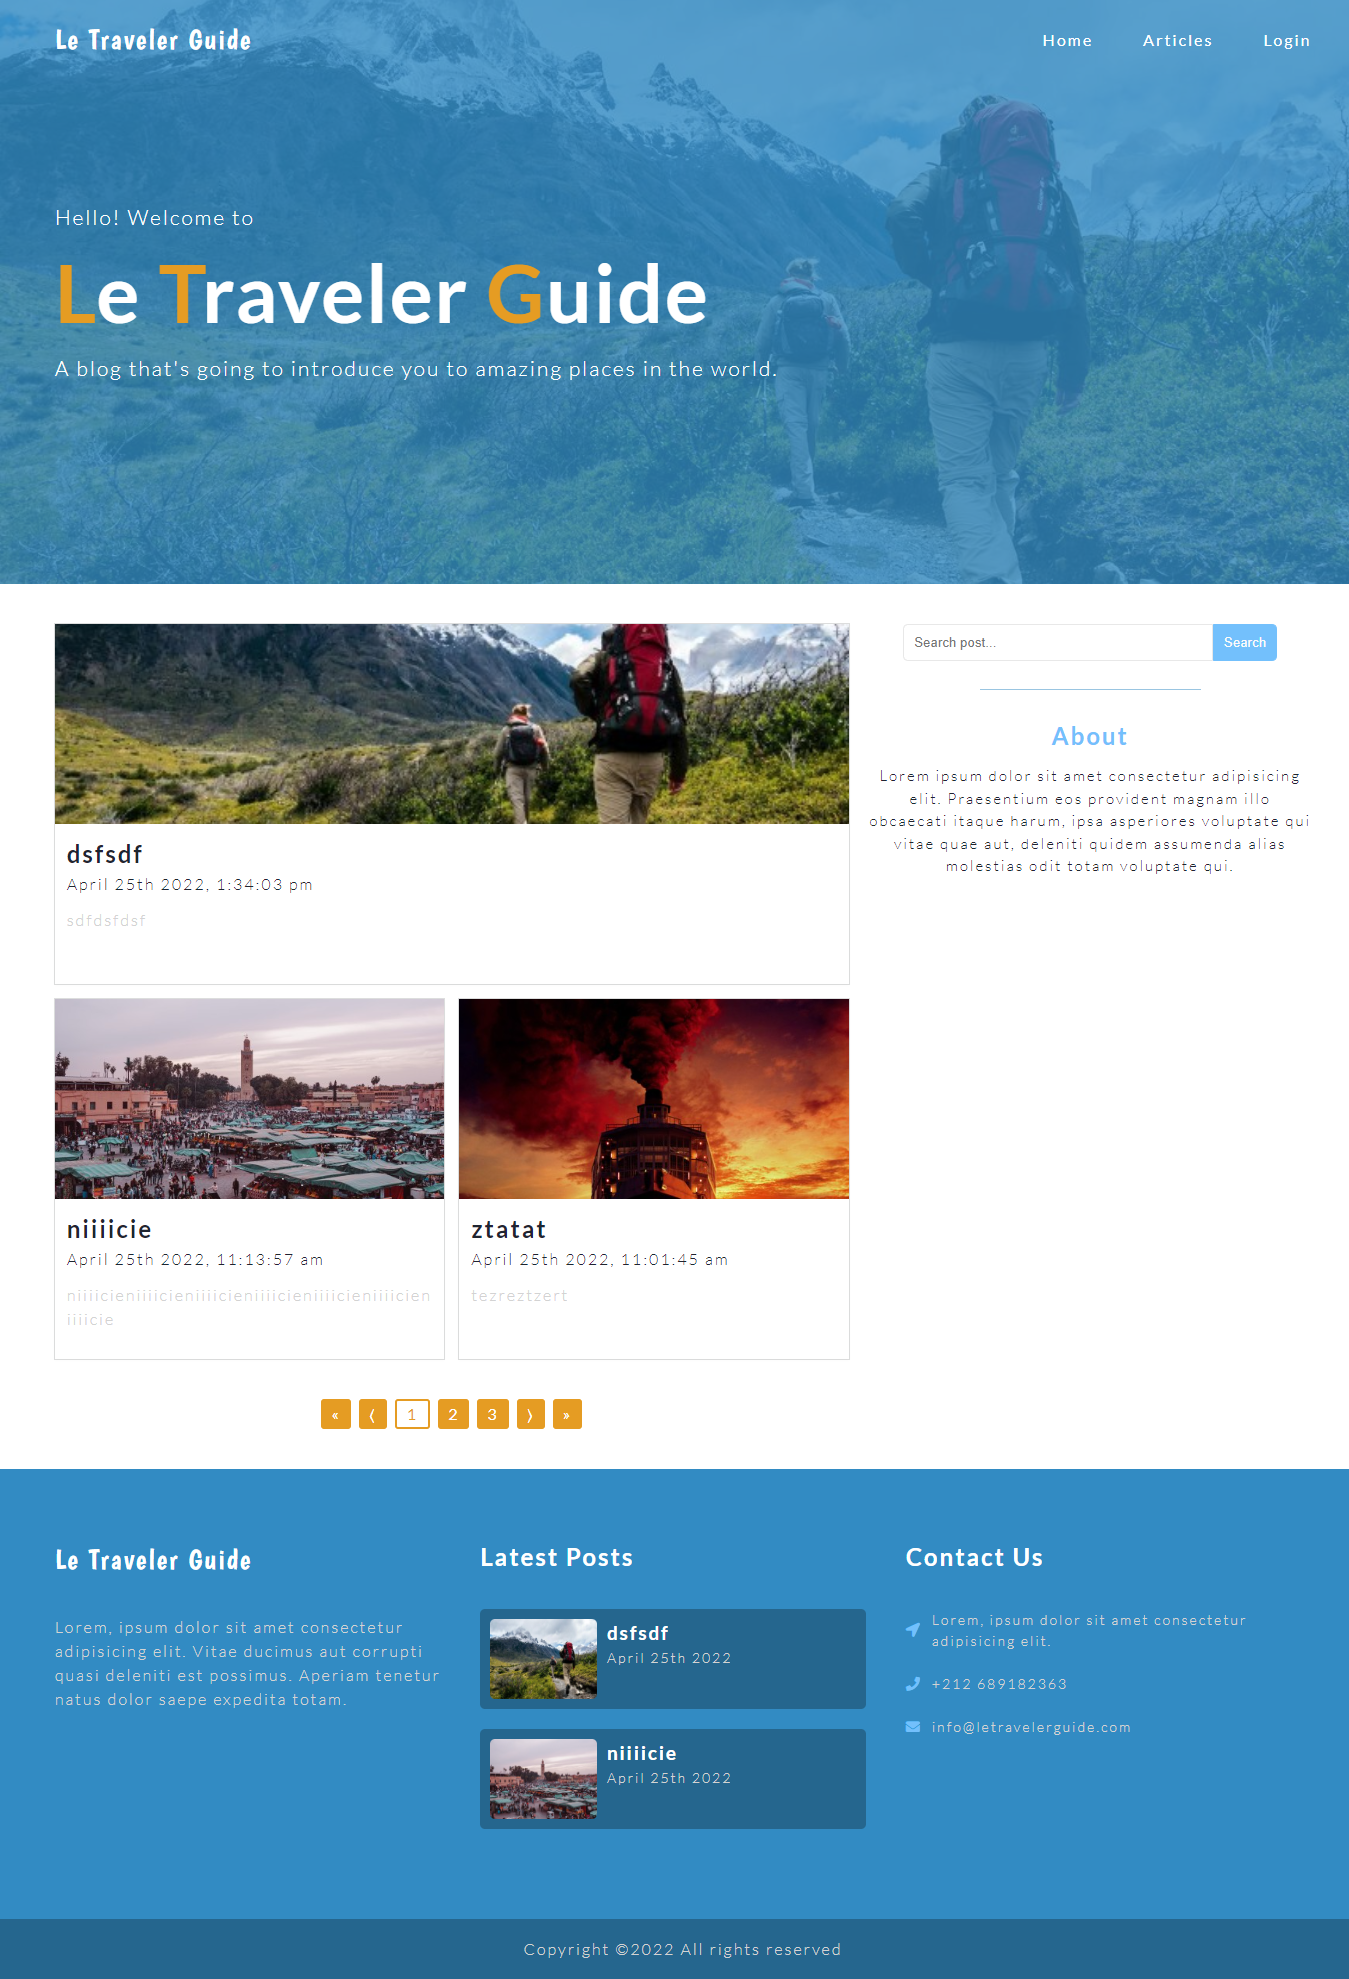 Le Traveler Guide
Home Articles Login
Hello! Welcome to
Le Traveler Guide
A blog that's going to introduce you to amazing places in the world.
dsfsdf
April 25th 2022, 1:34:03 pm
sdfdsfdsf
Search post... Search
About
Lorem ipsum dolor sit amet consectetur adipisicing
elit. Praesentium eos provident magnam illo
obcaecati itaque harum, ipsa asperiores voluptate qui
vitae quae aut, deleniti quidem assumenda alias
molestias odit totam voluptate qui.
niiiicie
April 25th 2022, 11:13:57 am
niiiicieniiiicieniiiicieniiiicieniiiicieniiiicien
iiiicie
ztatat
April 25th 2022, 11:01:45 am
tezreztzert
« ⟨ 1 2 3 ⟩ »
Le Traveler Guide
Lorem, ipsum dolor sit amet consectetur
adipisicing elit. Vitae ducimus aut corrupti
quasi deleniti est possimus. Aperiam tenetur
natus dolor saepe expedita totam.
Latest Posts
dsfsdf
April 25th 2022
niiiicie
April 25th 2022
Contact Us
Lorem, ipsum dolor sit amet consectetur
adipisicing elit.
+212 689182363
info@letravelerguide.com
Copyright ©2022 All rights reserved